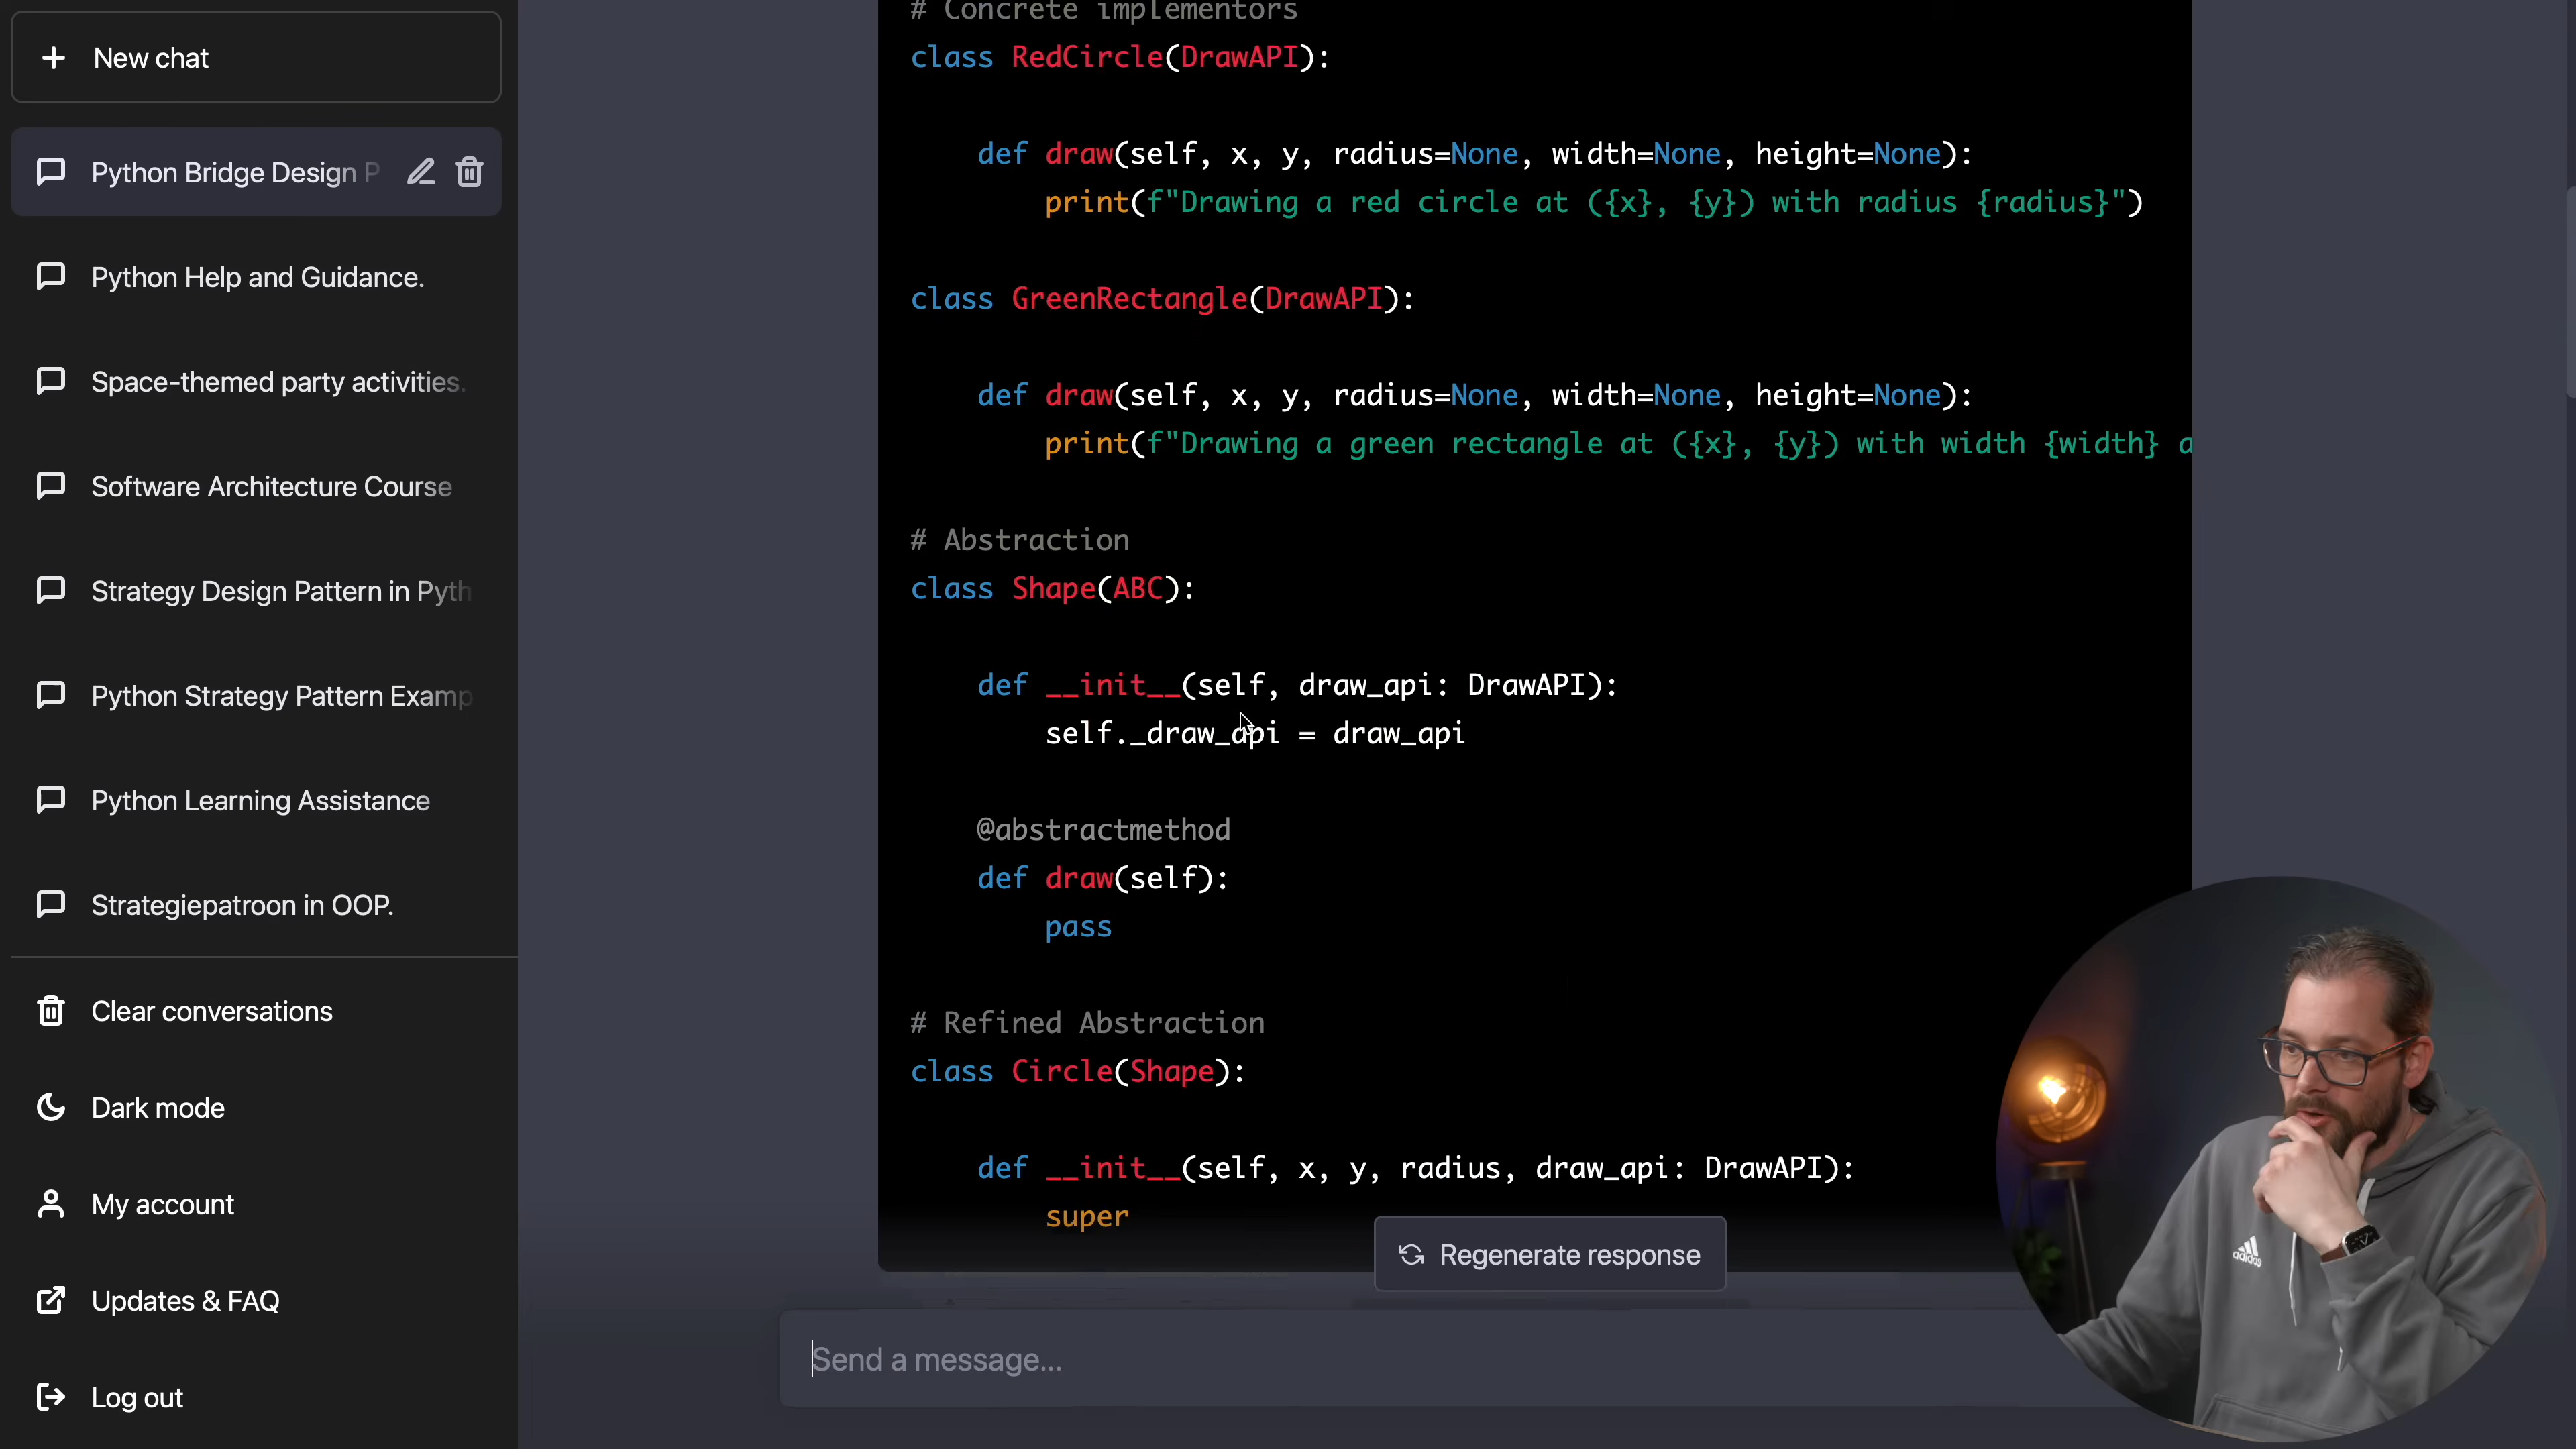 New chat
Python Bridge Design P
Python Help and Guidance.
Space-themed party activities.
Software Architecture Course
Strategy Design Pattern in Pyth
Python Strategy Pattern Examp
Python Learning Assistance
Strategiepatroon in OOP.
Clear conversations
Dark mode
My account
Updates & FAQ
Log out
# Concrete implementors
class RedCircle(DrawAPI):
def draw(self, x, y, radius=None, width=None, height=None):
print(f"Drawing a red circle at ({x}, {y}) with radius {radius}")
class GreenRectangle(DrawAPI):
def draw(self, x, y, radius=None, width=None, height=None):
print(f"Drawing a green rectangle at ({x}, {y}) with width {width} a
# Abstraction
class Shape(ABC):
def __init__(self, draw_api: DrawAPI):
self._draw_api = draw_api
@abstractmethod
def draw(self):
pass
# Refined Abstraction
class Circle(Shape):
def __init__(self, x, y, radius, draw_api: DrawAPI):
super
Regenerate response
Send a message...
adidas